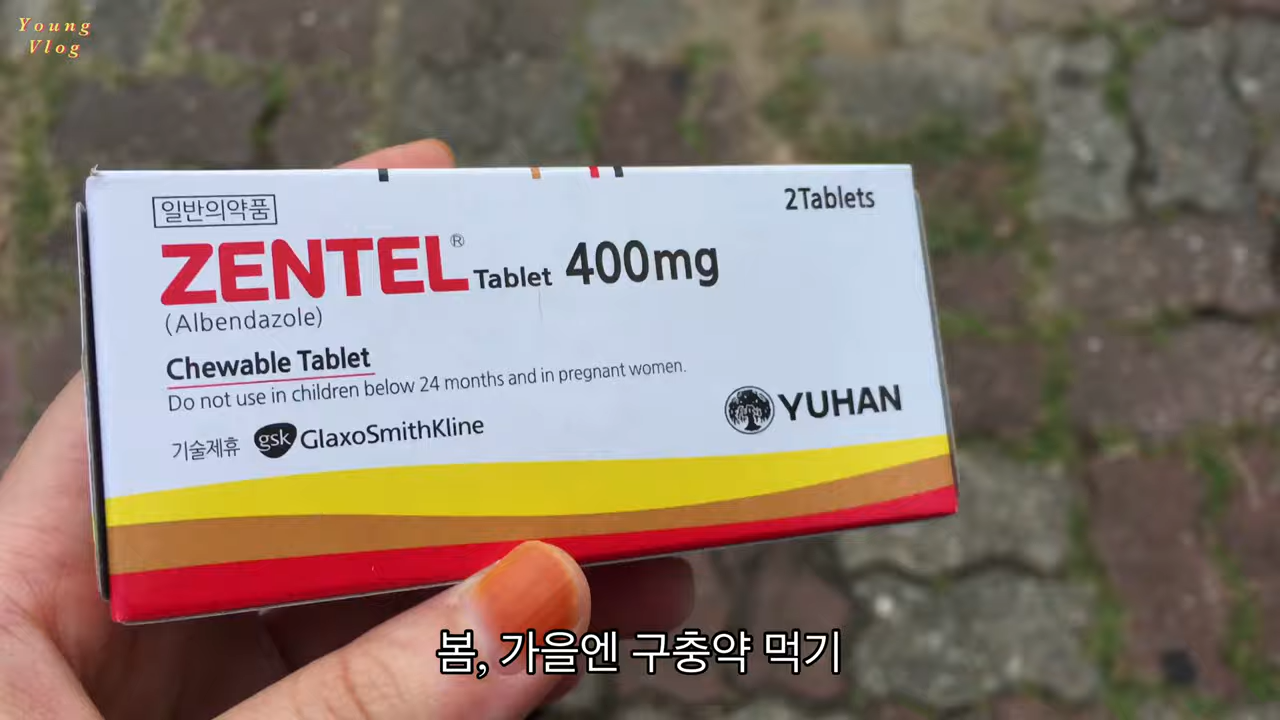 Young
Vlog
일반의약품
2Tablets
ZENTEL® Tablet 400mg
(Albendazole)
Chewable Tablet
Do not use in children below 24 months and in pregnant women.
기술제휴 gsk GlaxoSmithKline
YUHAN
봄, 가을엔 구충약 먹기